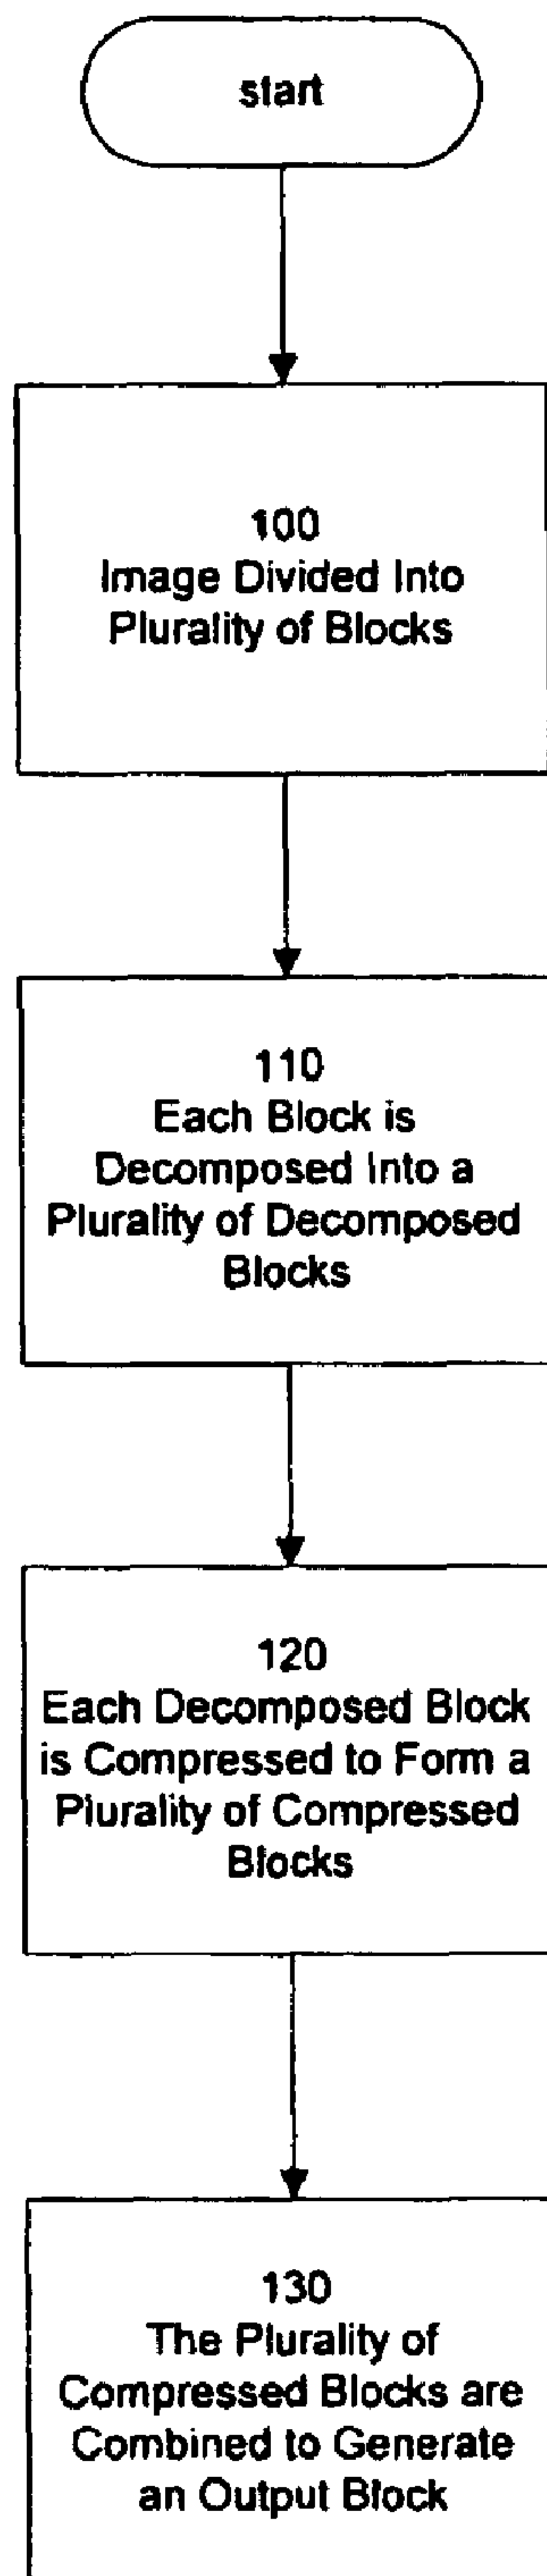 start
100
Image Divided Into
Plurality of Blocks
110
Each Block is
Decomposed Into a
Plurality of Decomposed
Blocks
120
Each Decomposed Block
is Compressed to Form a
Plurality of Compressed
Blocks
130
The Plurality of
Compressed Blocks are
Combined to Generate
an Output Block